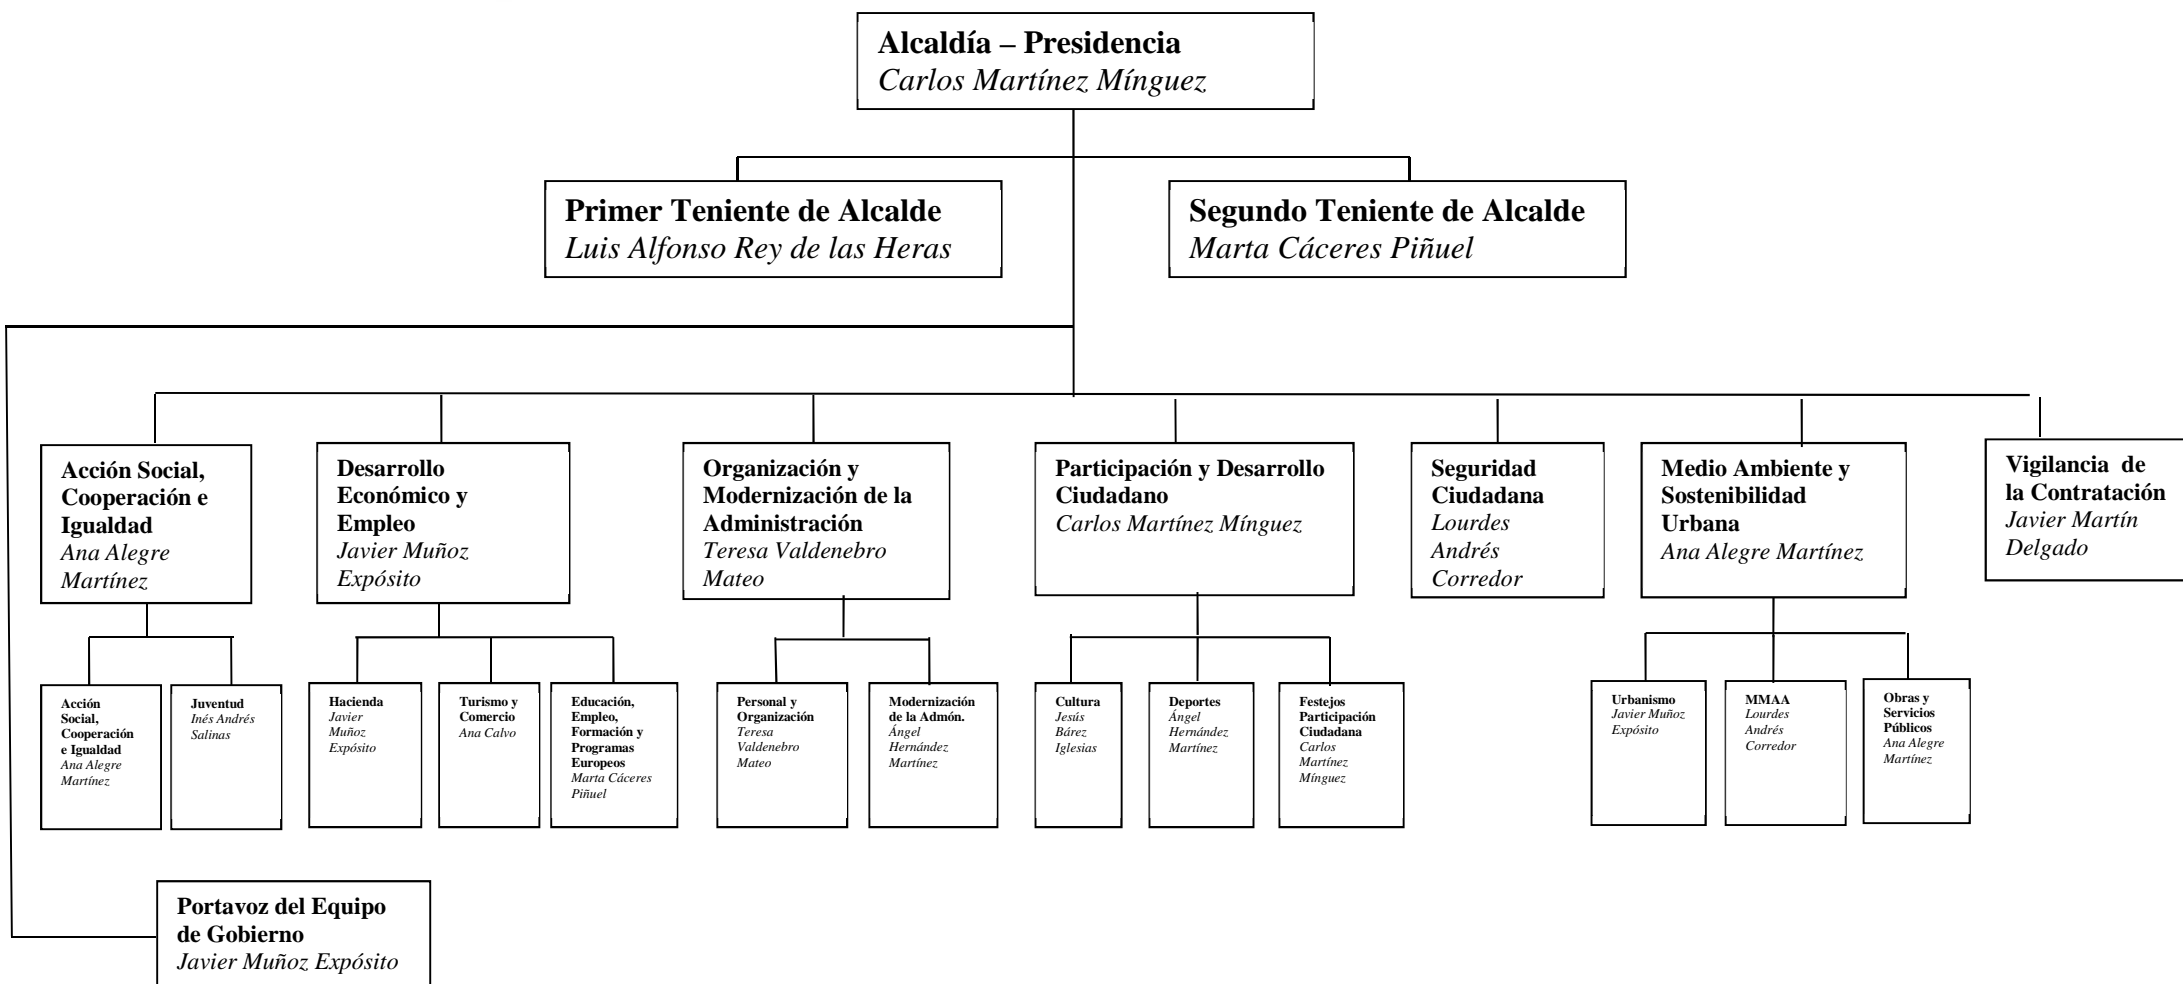 Alcaldía – Presidencia
Carlos Martínez Mínguez
Primer Teniente de Alcalde
Luis Alfonso Rey de las Heras
Segundo Teniente de Alcalde
Marta Cáceres Piñuel
Acción Social,
Cooperación e
Igualdad
Ana Alegre
Martínez
Desarrollo
Económico y
Empleo
Javier Muñoz
Expósito
Organización y
Modernización de la
Administración
Teresa Valdenebro
Mateo
Participación y Desarrollo
Ciudadano
Carlos Martínez Mínguez
Seguridad
Ciudadana
Lourdes
Andrés
Corredor
Medio Ambiente y
Sostenibilidad
Urbana
Ana Alegre Martínez
Vigilancia de
la Contratación
Javier Martín
Delgado
Acción
Social,
Cooperación
e Igualdad
Ana Alegre
Martínez
Juventud
Inés Andrés
Salinas
Hacienda
Javier
Muñoz
Expósito
Turismo y
Comercio
Ana Calvo
Educación,
Empleo,
Formación y
Programas
Europeos
Marta Cáceres
Piñuel
Personal y
Organización
Teresa
Valdenebro
Mateo
Modernización
de la Admón.
Ángel
Hernández
Martínez
Cultura
Jesús
Bárez
Iglesias
Deportes
Ángel
Hernández
Martínez
Festejos
Participación
Ciudadana
Carlos
Martínez
Mínguez
Urbanismo
Javier Muñoz
Expósito
MMAA
Lourdes
Andrés
Corredor
Obras y
Servicios
Públicos
Ana Alegre
Martínez
Portavoz del Equipo
de Gobierno
Javier Muñoz Expósito